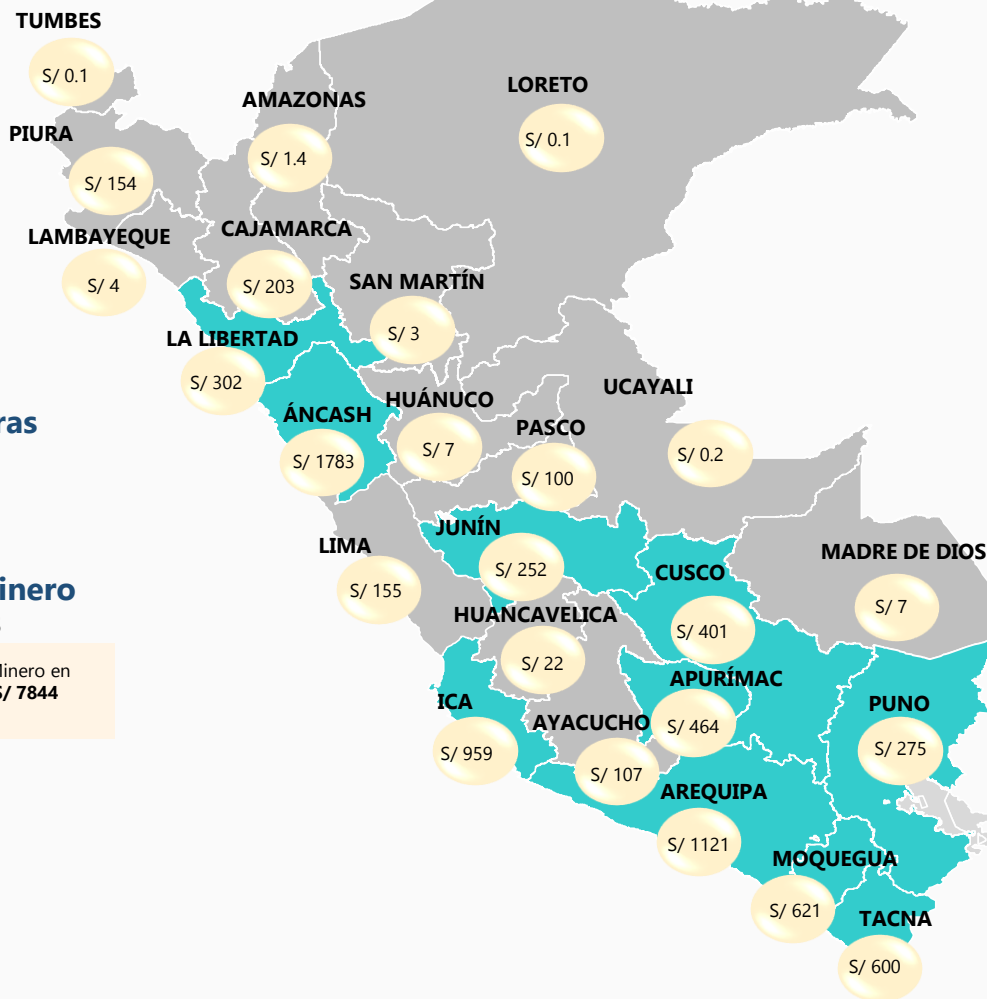 TUMBES
S/ 0.1
LORETO
S/ 0.1
AMAZONAS
S/ 1.4
PIURA
S/ 154
LAMBAYEQUE
S/ 4
CAJAMARCA
S/ 203
SAN MARTÍN
S/ 3
LA LIBERTAD
S/ 302
UCAYALI
S/ 0.2
HUÁNUCO
S/ 7
ÁNCASH
S/ 1783
PASCO
S/ 100
ras
JUNÍN
S/ 252
LIMA
S/ 155
MADRE DE DIOS
S/ 7
CUSCO
S/ 401
inero
HUANCAVELICA
S/ 22
Minero en
S/ 7844
APURÍMAC
S/ 464
ICA
S/ 959
PUNO
S/ 275
AYACUCHO
S/ 107
AREQUIPA
S/ 1121
MOQUEGUA
S/ 621
TACNA
S/ 600